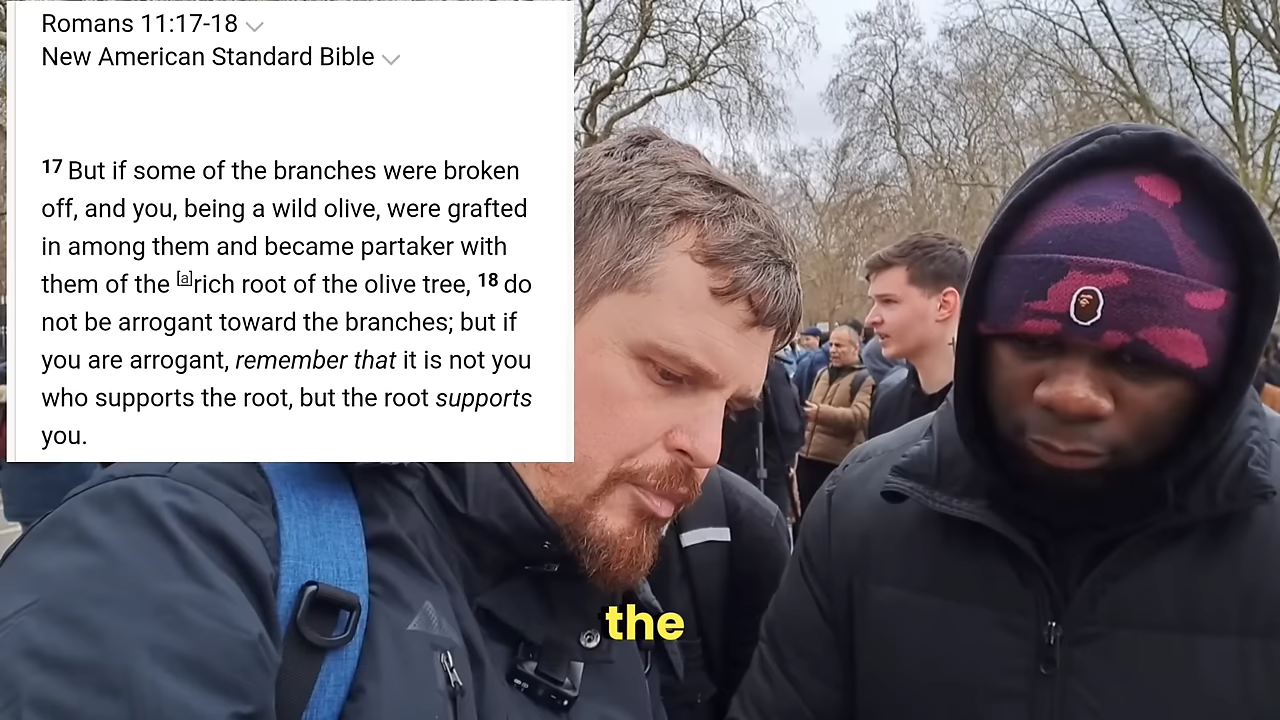 Romans 11:17-18
New American Standard Bible
17 But if some of the branches were broken
off, and you, being a wild olive, were grafted
in among them and became partaker with
them of the [a]rich root of the olive tree, 18 do
not be arrogant toward the branches; but if
you are arrogant, remember that it is not you
who supports the root, but the root supports
you.
the